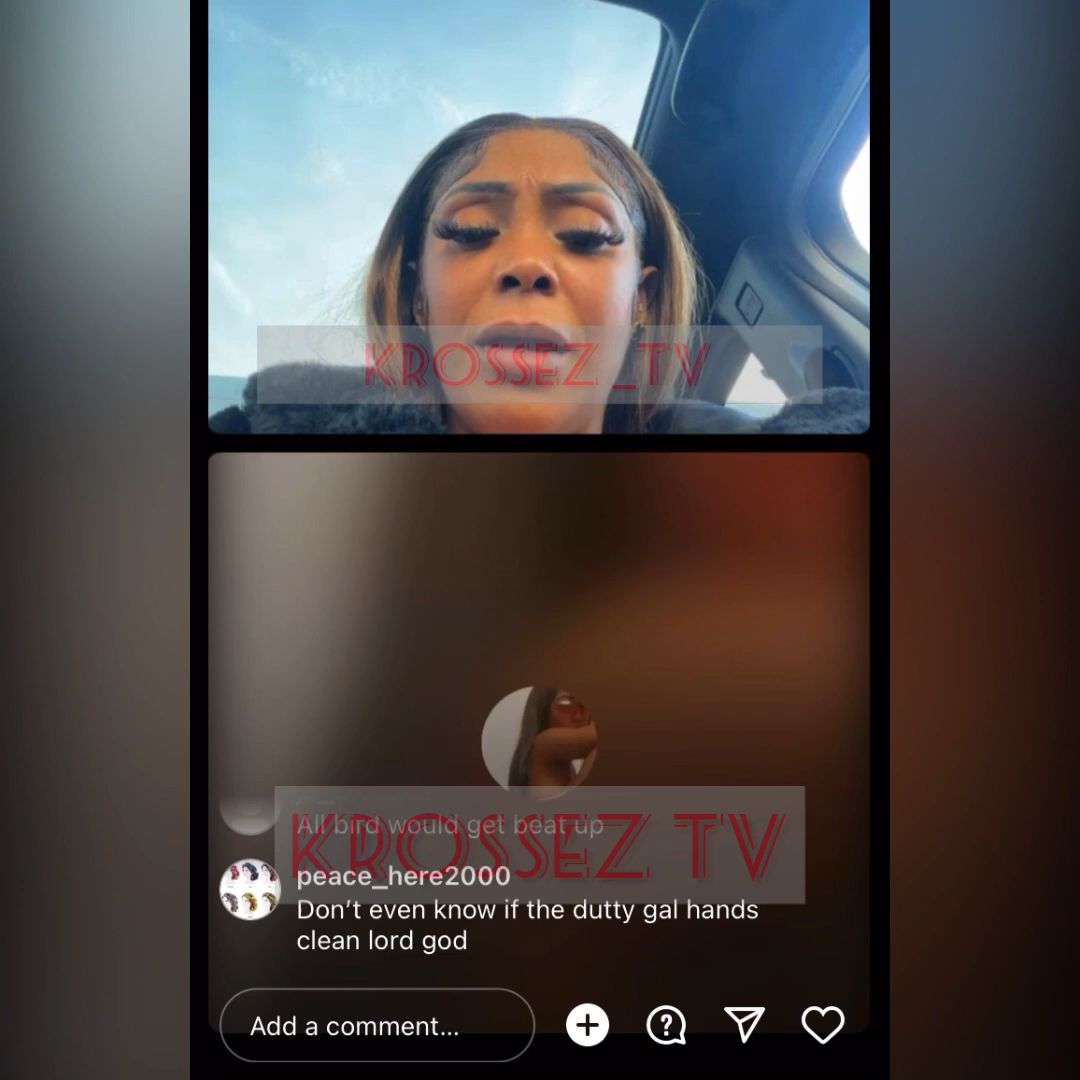 KROSSEZ_TV
All bird would get beat up
KROSSEZ TV
peace_here2000
Don’t even know if the dutty gal hands
clean lord god
Add a comment...